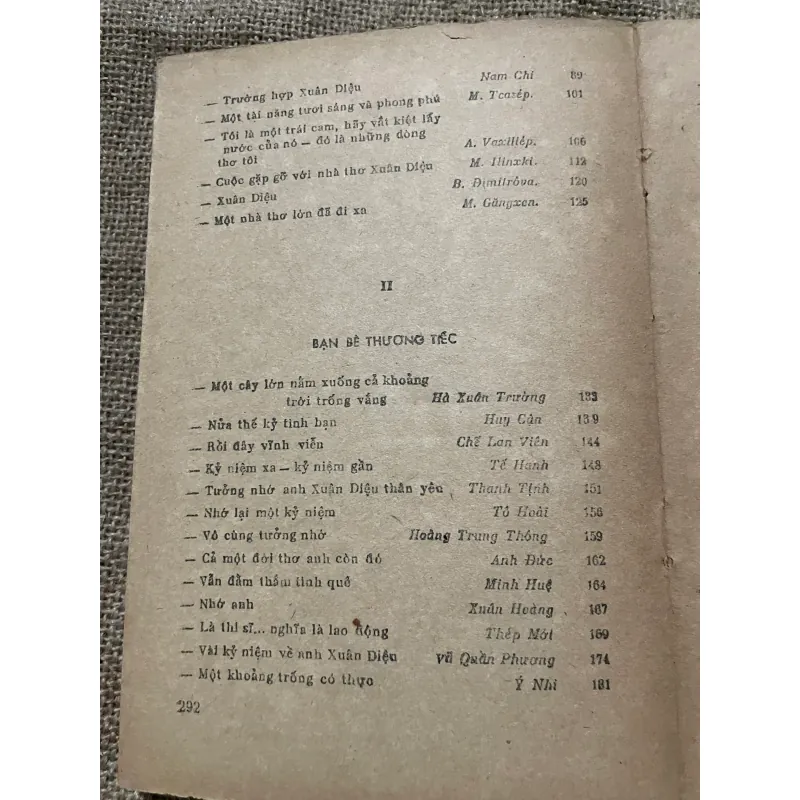 — Trường hợp Xuân Diệu Nam Chi 89
— Một tài năng tươi sáng và phong phú M. Tcasép. 101
— Tôi là một trái cam, hãy vắt kiệt lấy
nước của nó — đó là những dòng
thơ tôi A. Vaxiliép. 106
— Cuộc gặp gỡ với nhà thơ Xuân Diệu M. Ilinxki. 112
— Xuân Diệu B. Đimitrôva. 120
— Một nhà thơ lớn đã đi xa M. Gŭngxen. 125
II
BẠN BÈ THƯƠNG TIẾC
— Một cây lớn nằm xuống cả khoảng
trời trống vắng Hà Xuân Trường 133
— Nửa thế kỷ tình bạn Huy Cận 139
— Rồi đây vĩnh viễn Chế Lan Viên 144
— Kỷ niệm xa — kỷ niệm gần Tế Hanh 148
— Tưởng nhớ anh Xuân Diệu thân yêu Thanh Tịnh 151
— Nhớ lại một kỷ niệm Tô Hoài 156
— Vô cùng tưởng nhớ Hoàng Trung Thông 159
— Cả một đời thơ anh còn đó Anh Đức 162
— Vẫn đằm thắm tình quê Minh Huệ 164
— Nhớ anh Xuân Hoàng 167
— Là thi sĩ... nghĩa là lao động Thép Mới 169
— Vài kỷ niệm về anh Xuân Diệu Vũ Quần Phương 174
— Một khoảng trống có thực Ý Nhi 181
292